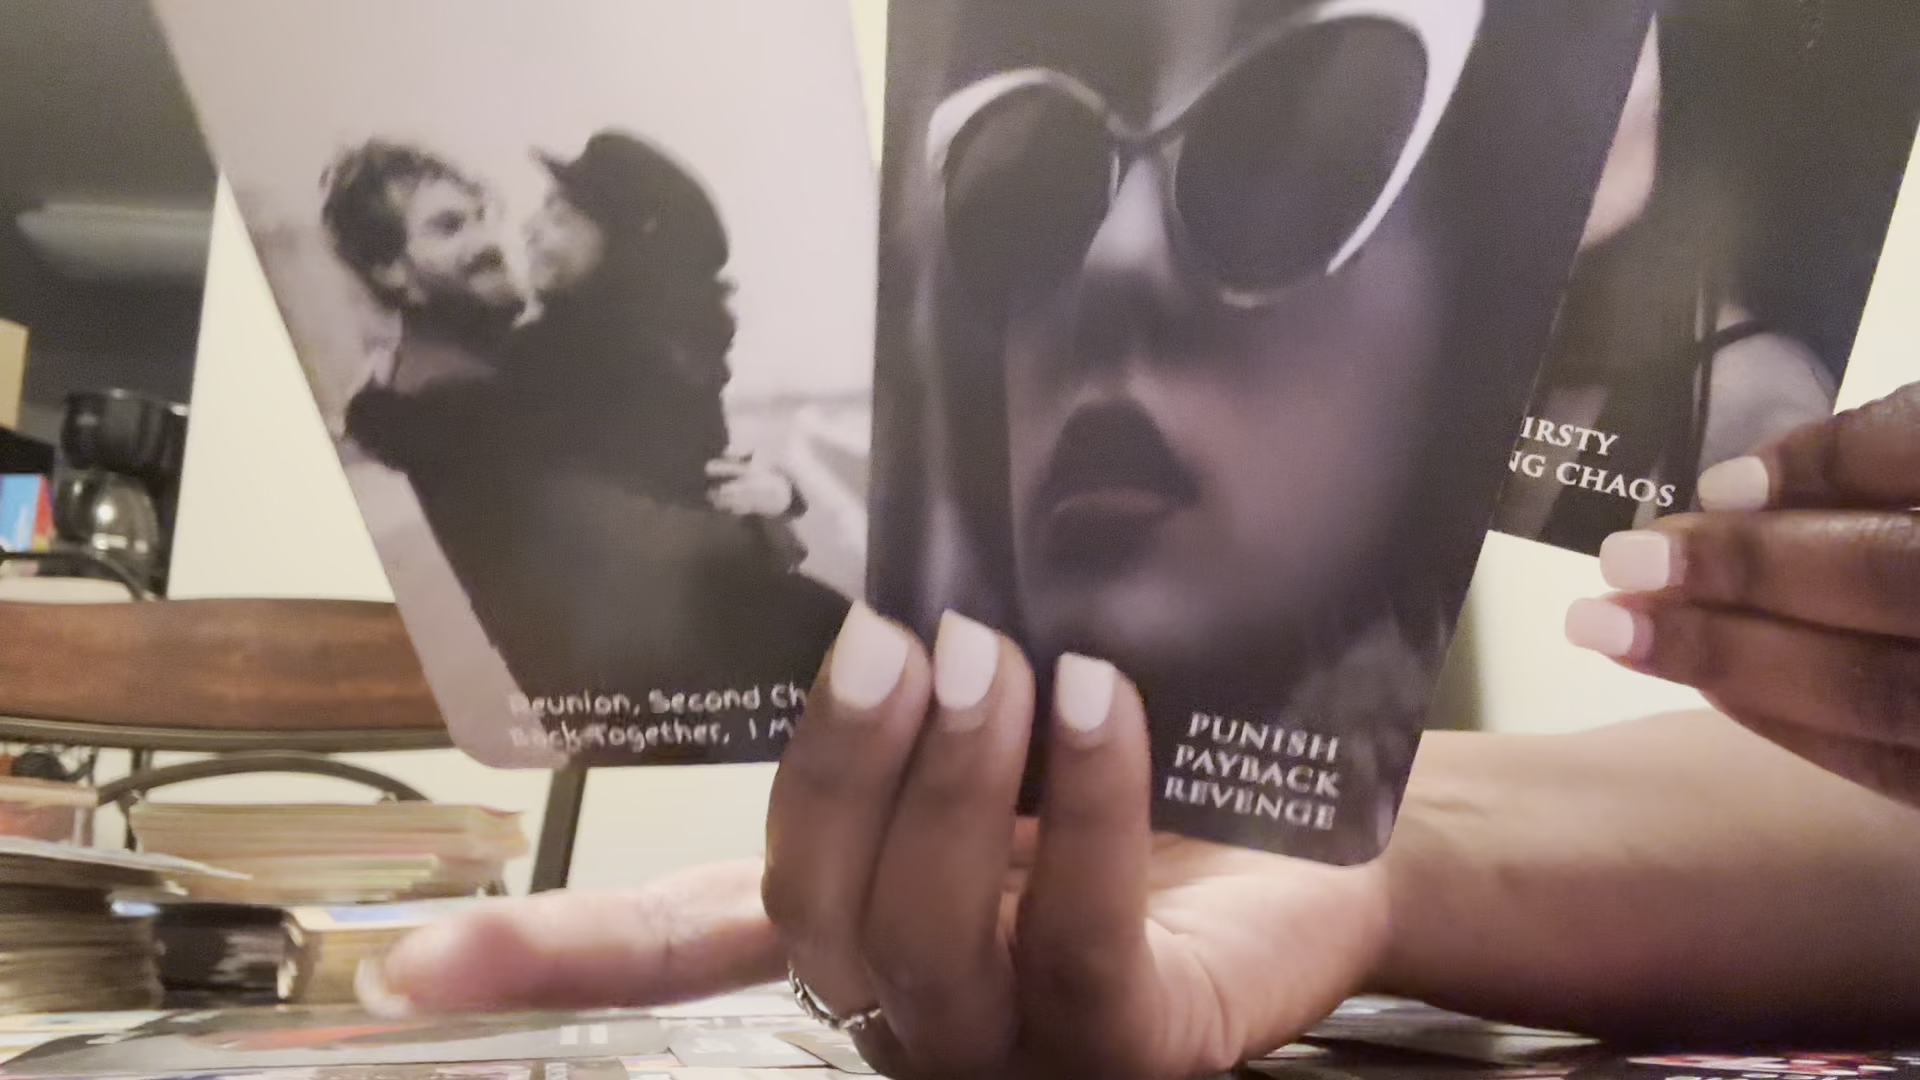 Reunion, Second Ch
Back Together, I M
PUNISH
PAYBACK
REVENGE
IRSTY
NG CHAOS